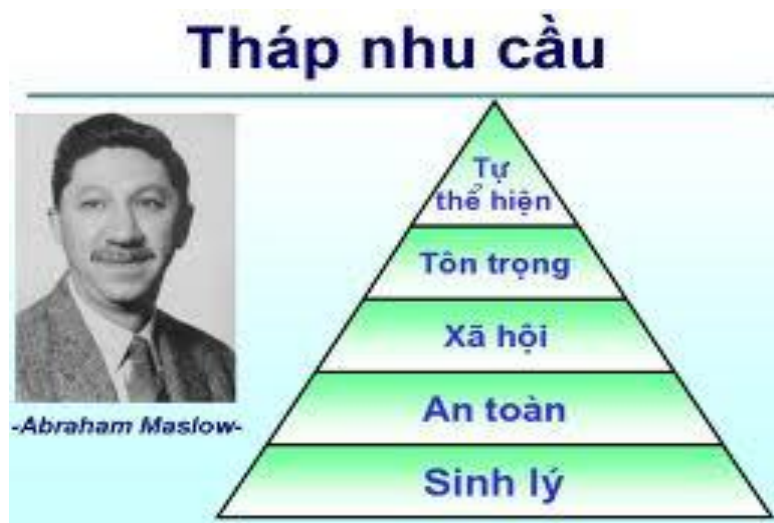 Tháp nhu cầu
Tự
thể hiện
Tôn trọng
Xã hội
An toàn
Sinh lý
-Abraham Maslow-